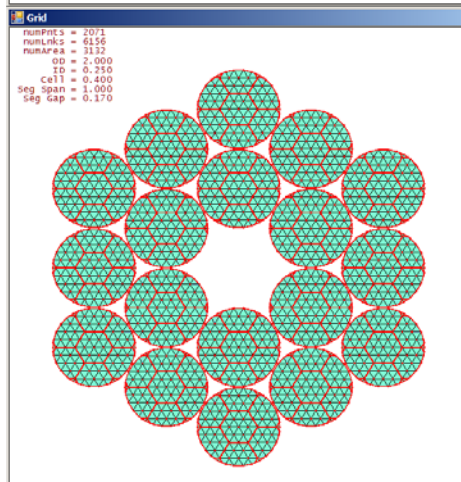 Grid
numPnts = 2071
numLnks = 6156
numArea = 3132
OD = 2.000
ID = 0.250
Cell = 0.400
Seg Span = 1.000
Seg Gap = 0.170